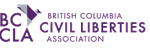 BC
CLA
BRITISH COLUMBIA
CIVIL LIBERTIES
ASSOCIATION